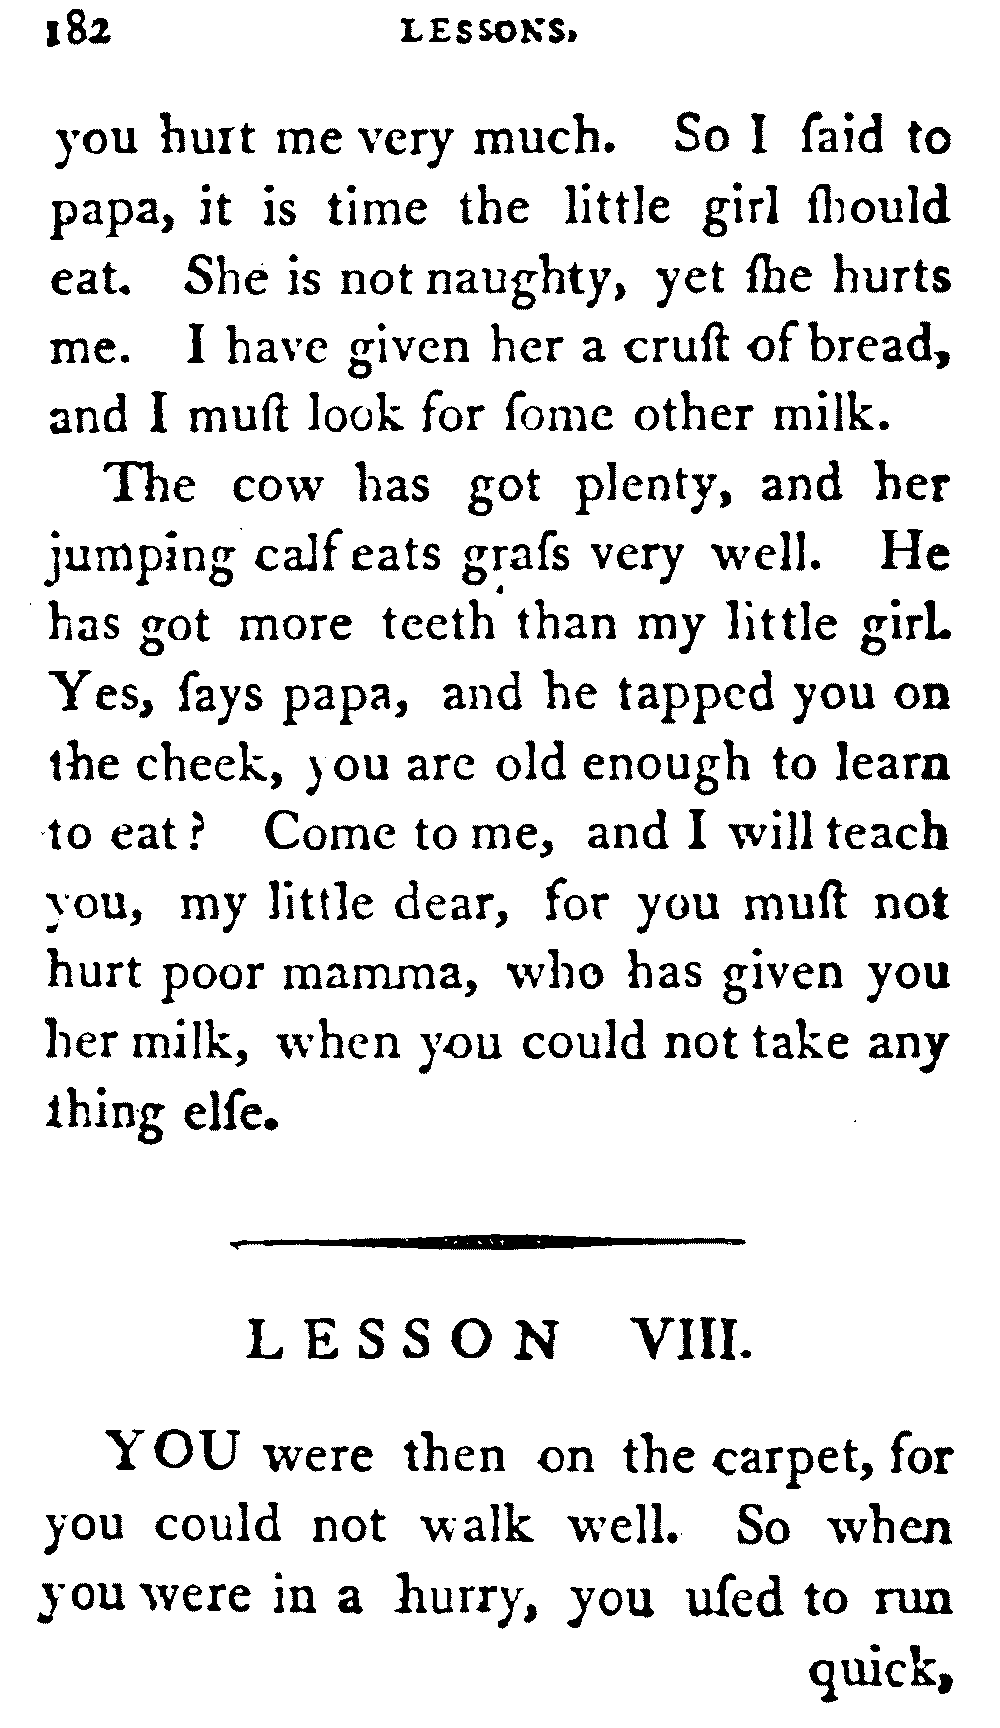 182 LESSONS.
you hurt me very much. So I ſaid to
papa, it is time the little girl ſhould
eat. She is not naughty, yet ſhe hurts
me. I have given her a cruſt of bread,
and I muſt look for ſome other milk.
The cow has got plenty, and her
jumping calf eats graſs very well. He
has got more teeth than my little girl.
Yes, ſays papa, and he tapped you on
the cheek, you are old enough to learn
to eat? Come to me, and I will teach
you, my little dear, for you muſt not
hurt poor mamma, who has given you
her milk, when you could not take any
thing elſe.
LESSON VIII.
YOU were then on the carpet, for
you could not walk well. So when
you were in a hurry, you uſed to run
quick,